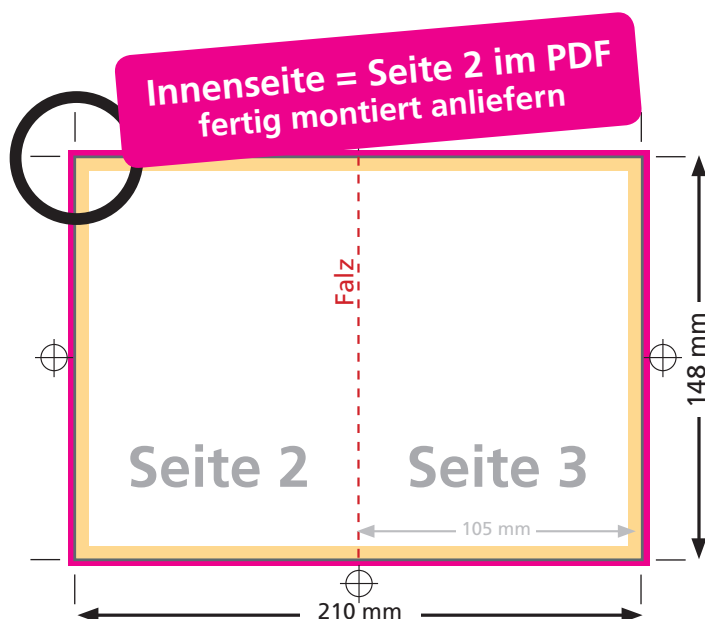 Innenseite = Seite 2 im PDF
fertig montiert anliefern
Falz
148 mm
Seite 2
Seite 3
105 mm
210 mm